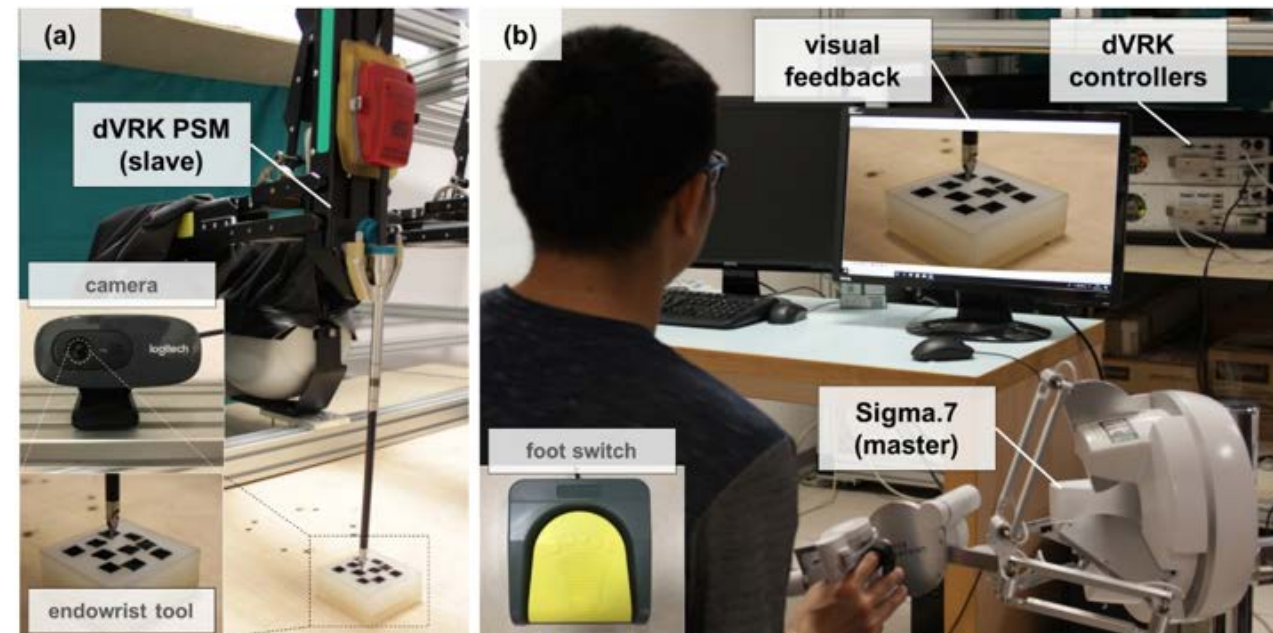 (a)
dVRK PSM
(slave)
camera
logitech
endowrist tool
(b)
visual
feedback
dVRK
controllers
Sigma.7
(master)
foot switch